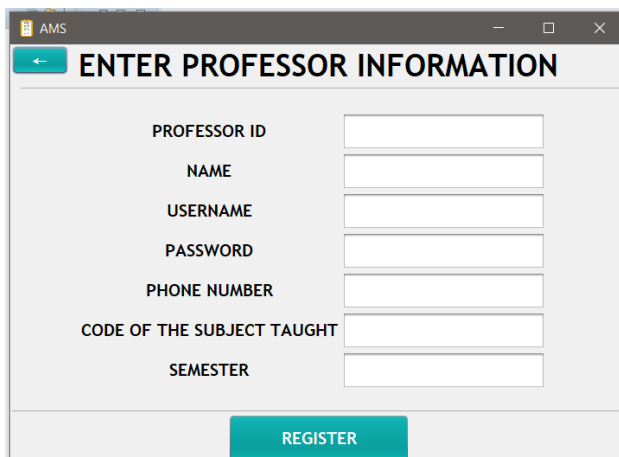 AMS
← ENTER PROFESSOR INFORMATION
PROFESSOR ID
NAME
USERNAME
PASSWORD
PHONE NUMBER
CODE OF THE SUBJECT TAUGHT
SEMESTER
REGISTER